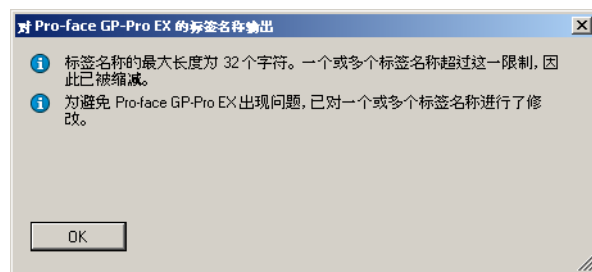 对 Pro-face GP-Pro EX 的标签名称输出
标签名称的最大长度为 32 个字符。一个或多个标签名称超过这一限制, 因
此已被缩减。
为避免 Pro-face GP-Pro EX 出现问题, 已对一个或多个标签名称进行了修
改。
OK